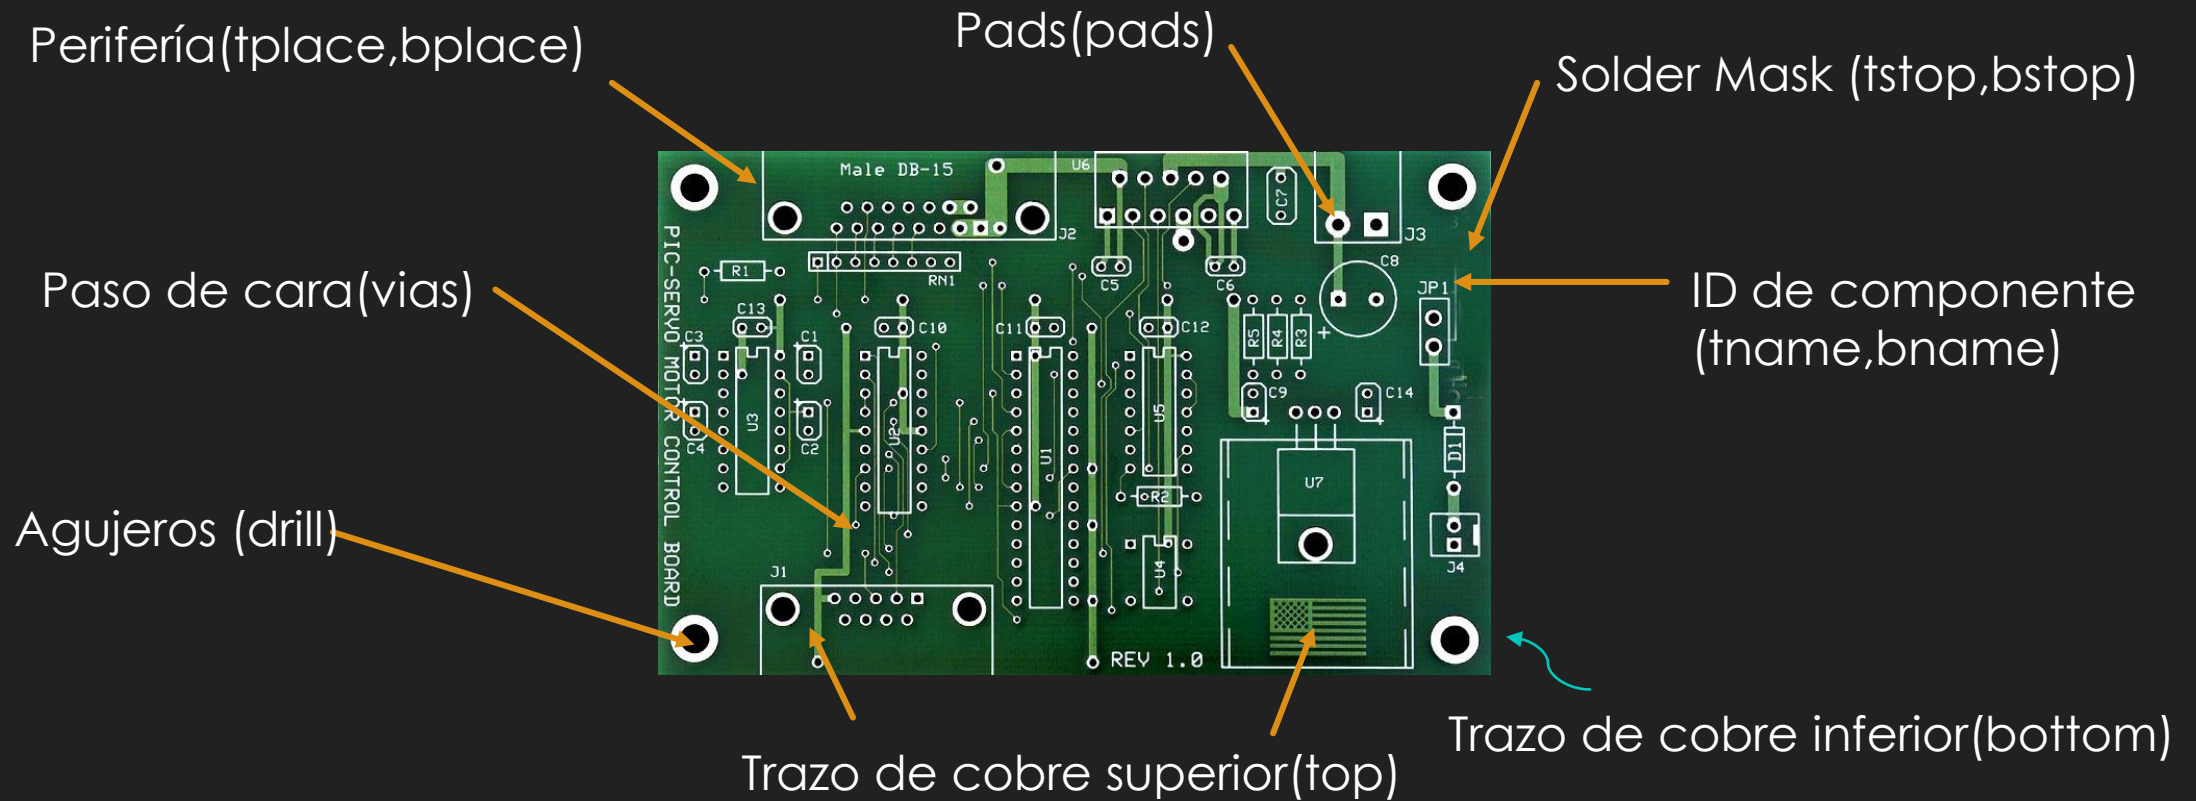 Perifería(tplace,bplace)
Pads(pads)
Solder Mask (tstop,bstop)
Paso de cara(vias)
ID de componente
(tname,bname)
Agujeros (drill)
Trazo de cobre superior(top)
Trazo de cobre inferior(bottom)
Male DB-15
U6
C7
J2
J3
PIC-SERVO MOTOR CONTROL BOARD
R1
RN1
C5
C6
C8
JP1
C13
C10
C11
C12
R5
R4
R3
+
C3
C1
C9
C14
U3
U2
U1
U5
C4
C2
D1
U7
R2
U4
J4
J1
REV 1.0